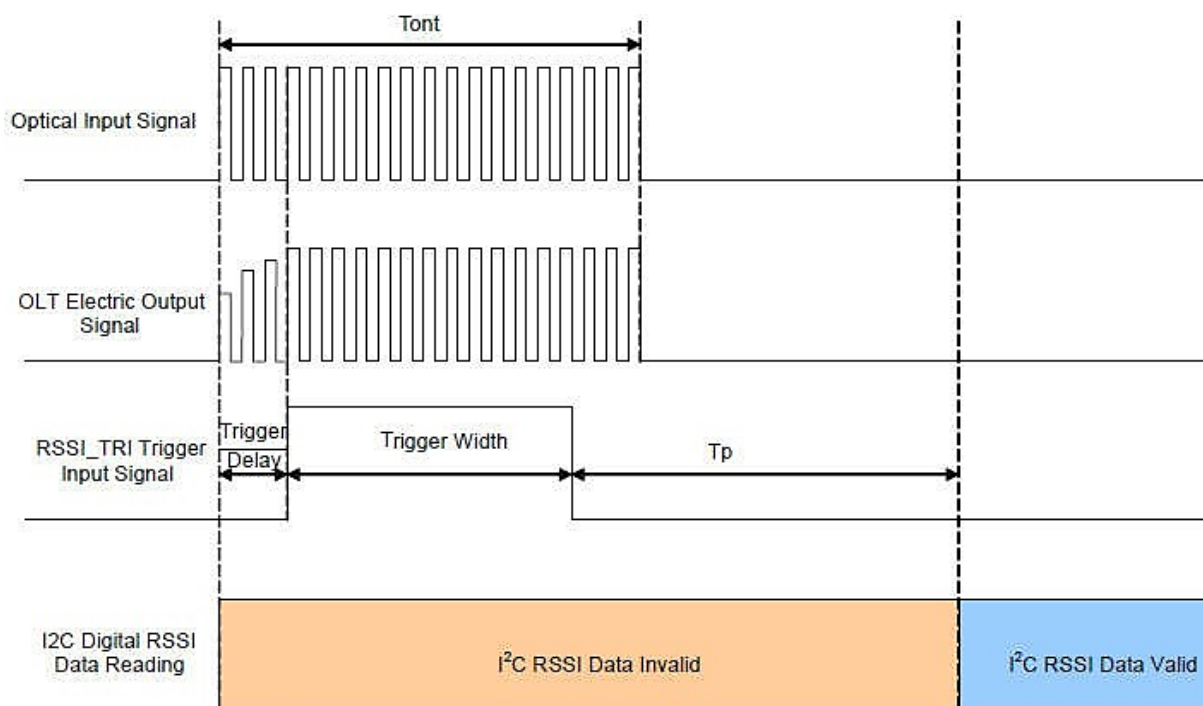 Tont
Optical Input Signal
OLT Electric Output
Signal
RSSI_TRI Trigger
Input Signal
Trigger
Delay
Trigger Width
Tp
I2C Digital RSSI
Data Reading
I²C RSSI Data Invalid
I²C RSSI Data Valid